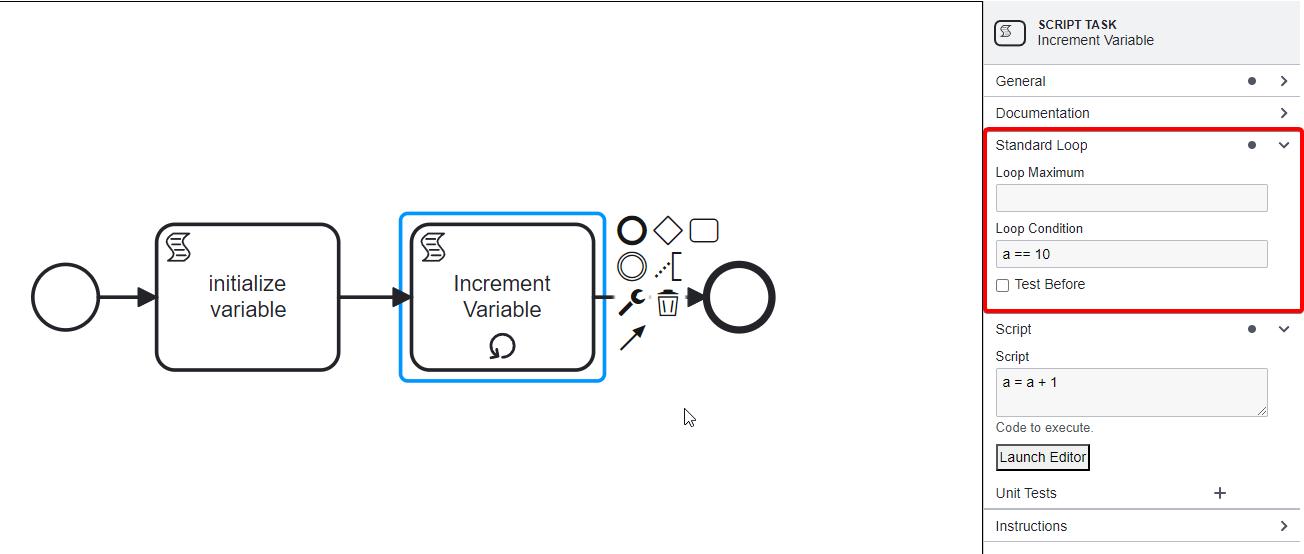 initialize
variable
Increment
Variable
SCRIPT TASK
Increment Variable
General
Documentation
Standard Loop
Loop Maximum
Loop Condition
a == 10
Test Before
Script
Script
a = a + 1
Code to execute.
Launch Editor
Unit Tests
Instructions